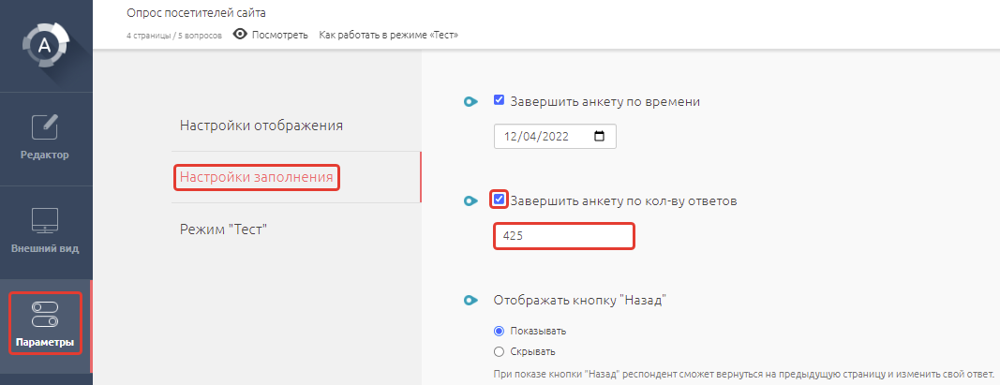 Опрос посетителей сайта
4 страницы / 5 вопросов Посмотреть Как работать в режиме «Тест»
A
Редактор
Внешний вид
Параметры
Настройки отображения
Настройки заполнения
Режим "Тест"
Завершить анкету по времени
12/04/2022
Завершить анкету по кол-ву ответов
425
Отображать кнопку "Назад"
Показывать
Скрывать
При показе кнопки "Назад" респондент сможет вернуться на предыдущую страницу и изменить свой ответ.